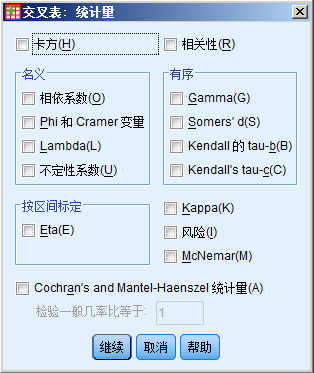 交叉表：统计量
卡方(H) 相关性(R)
名义 有序
相依系数(O) Gamma(G)
Phi 和 Cramer 变量 Somers' d(S)
Lambda(L) Kendall 的 tau-b(B)
不定性系数(U) Kendall's tau-c(C)
按区间标定 Kappa(K)
Eta(E) 风险(I)
McNemar(M)
Cochran's and Mantel-Haenszel 统计量(A)
检验一般几率比等于: 1
继续 取消 帮助